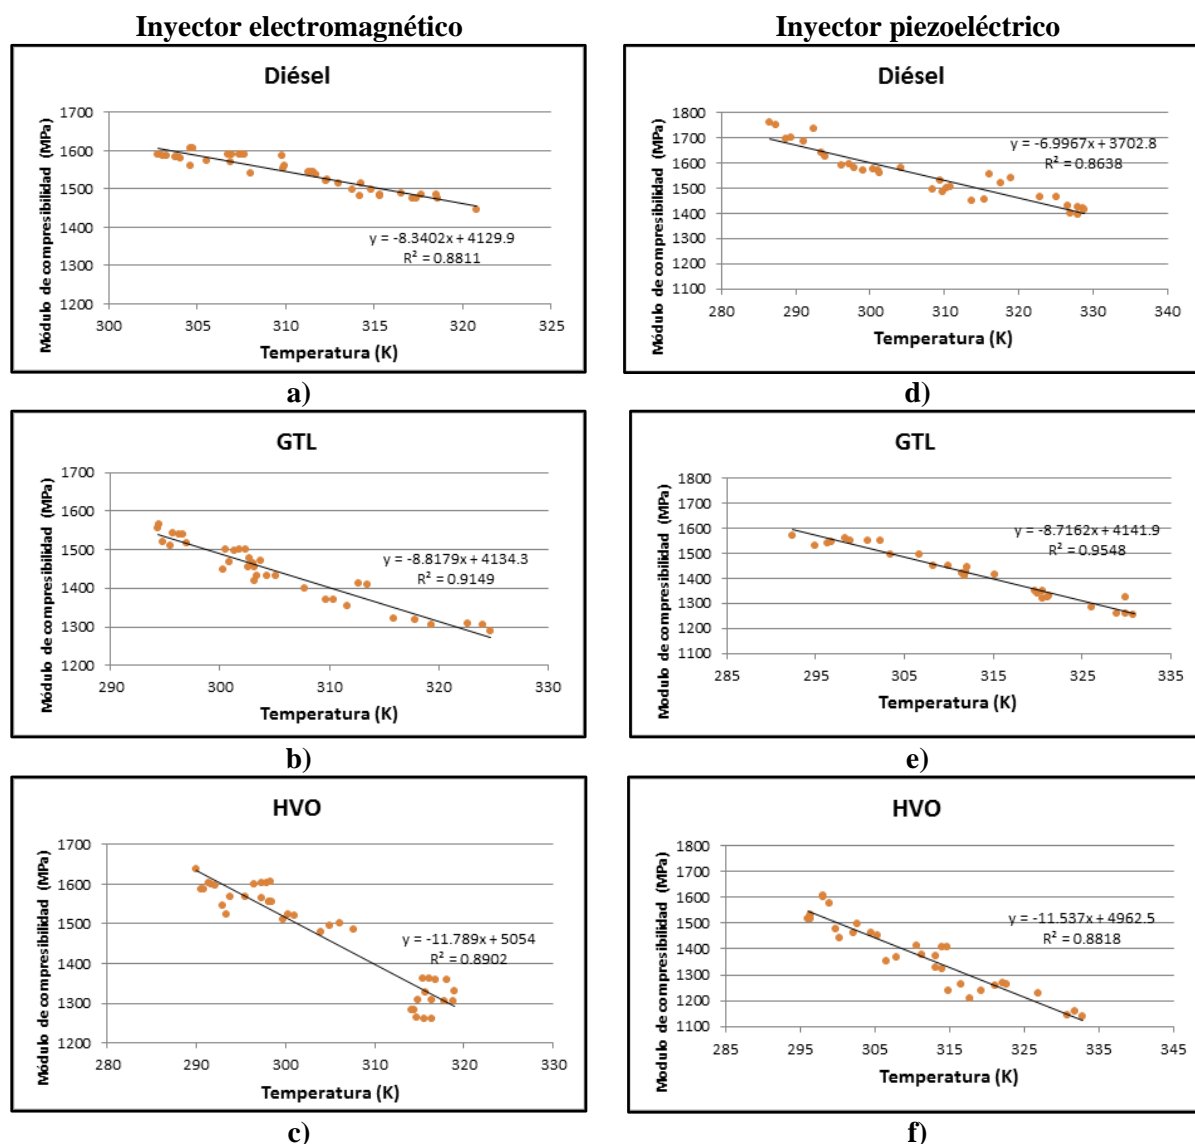 Inyector electromagnético
Inyector piezoeléctrico
Diésel
Módulo de compresibilidad (MPa)
1700
1600
1500
1400
1300
1200
300 305 310 315 320 325
y = -8.3402x + 4129.9
R² = 0.8811
Temperatura (K)
a)
Diésel
Módulo de compresibilidad (MPa)
1800
1700
1600
1500
1400
1300
1200
1100
280 290 300 310 320 330 340
y = -6.9967x + 3702.8
R² = 0.8638
Temperatura (K)
d)
GTL
Módulo de compresibilidad (MPa)
1700
1600
1500
1400
1300
1200
290 300 310 320 330
y = -8.8179x + 4134.3
R² = 0.9149
Temperatura (K)
b)
GTL
Modulo de compresibilidad (MPa)
1800
1700
1600
1500
1400
1300
1200
1100
285 295 305 315 325 335
y = -8.7162x + 4141.9
R² = 0.9548
Temperatura (K)
e)
HVO
Módulo de compresibilidad (MPa)
1700
1600
1500
1400
1300
1200
280 290 300 310 320 330
y = -11.789x + 5054
R² = 0.8902
Temperatura (K)
c)
HVO
Modulo de compresibilidad (MPa)
1800
1700
1600
1500
1400
1300
1200
1100
285 295 305 315 325 335 345
y = -11.537x + 4962.5
R² = 0.8818
Temperatura (K)
f)